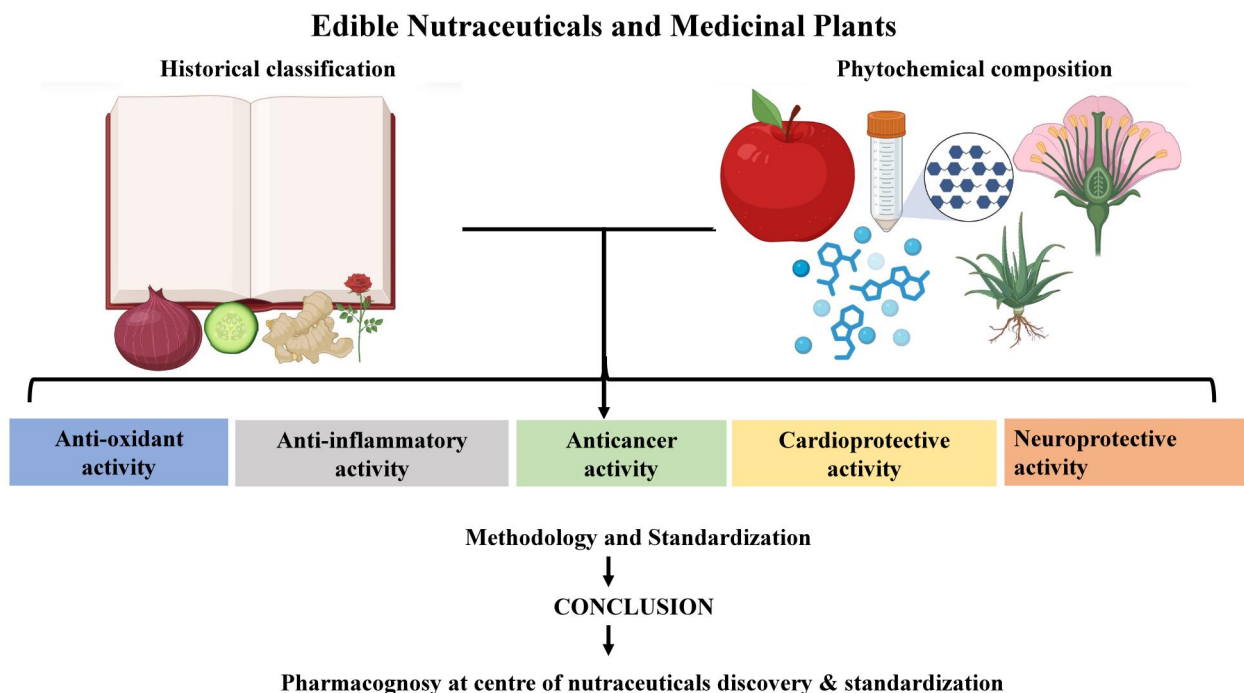 Edible Nutraceuticals and Medicinal Plants
Historical classification
Phytochemical composition
Anti-oxidant
activity
Anti-inflammatory
activity
Anticancer
activity
Cardioprotective
activity
Neuroprotective
activity
Methodology and Standardization
CONCLUSION
Pharmacognosy at centre of nutraceuticals discovery & standardization